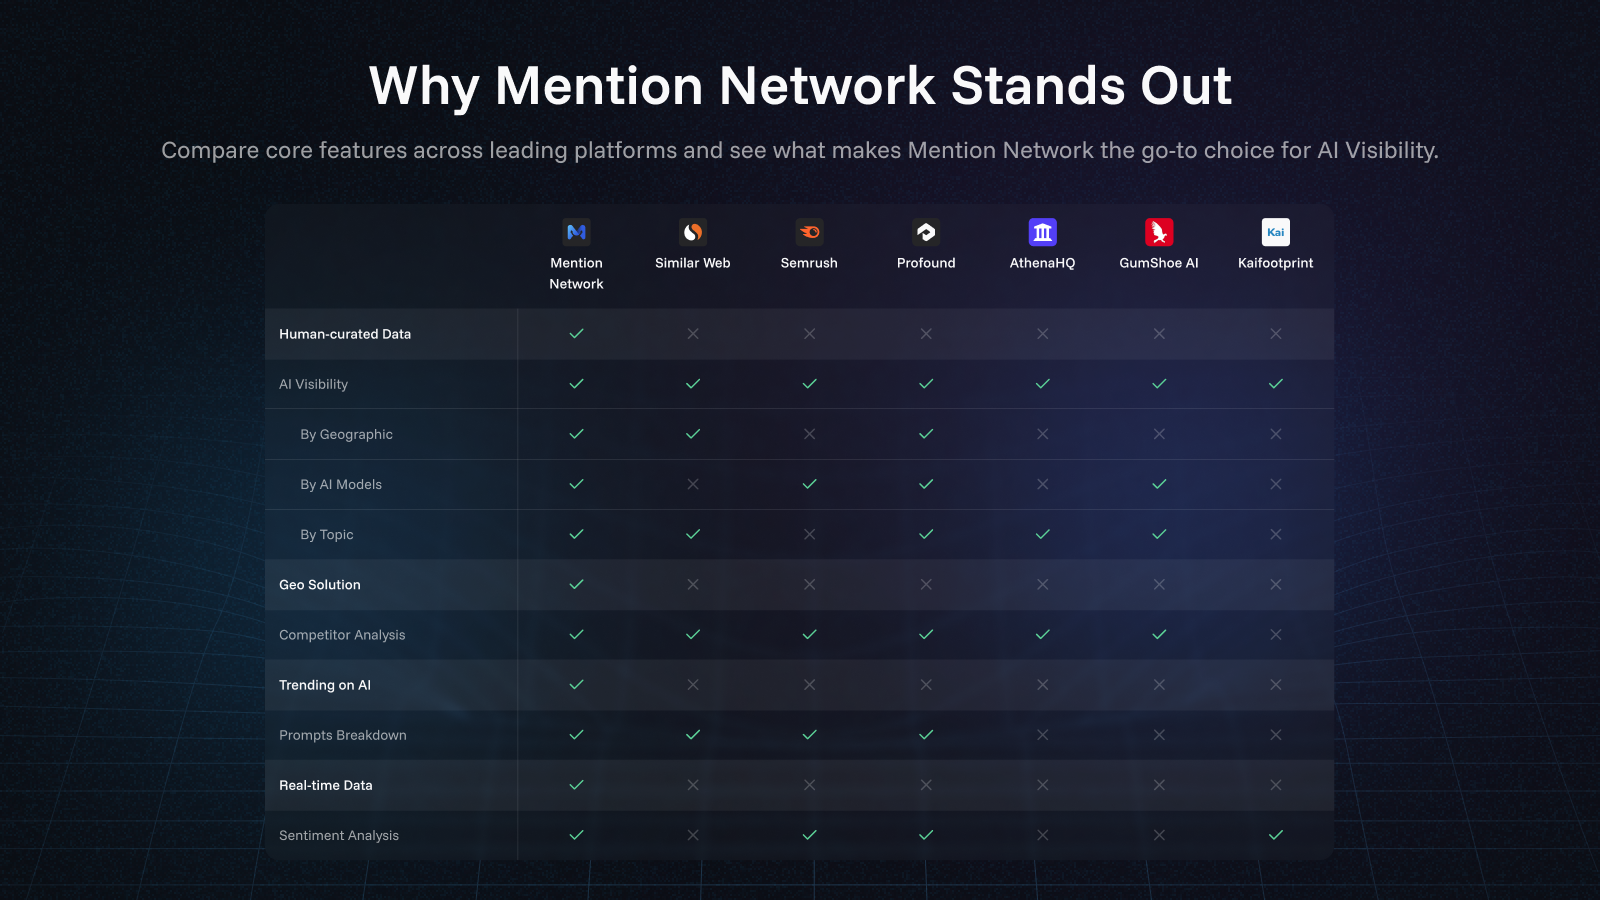 Why Mention Network Stands Out
Compare core features across leading platforms and see what makes Mention Network the go-to choice for AI Visibility.
Kai
Mention Similar Web Semrush Profound AthenaHQ GumShoe AI Kaifootprint
Network
Human-curated Data
AI Visibility
By Geographic
By AI Models
By Topic
Geo Solution
Competitor Analysis
Trending on AI
Prompts Breakdown
Real-time Data
Sentiment Analysis